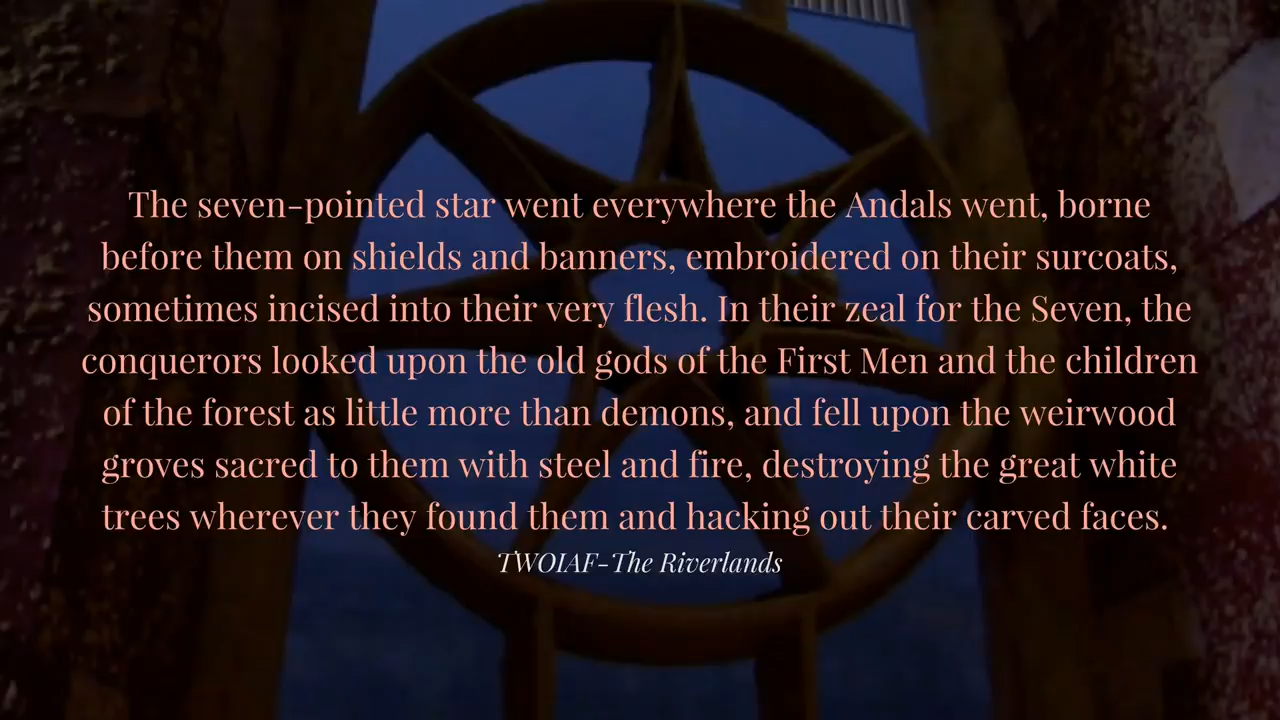 The seven-pointed star went everywhere the Andals went, borne
before them on shields and banners, embroidered on their surcoats,
sometimes incised into their very flesh. In their zeal for the Seven, the
conquerors looked upon the old gods of the First Men and the children
of the forest as little more than demons, and fell upon the weirwood
groves sacred to them with steel and fire, destroying the great white
trees wherever they found them and hacking out their carved faces.
TWOIAF-The Riverlands